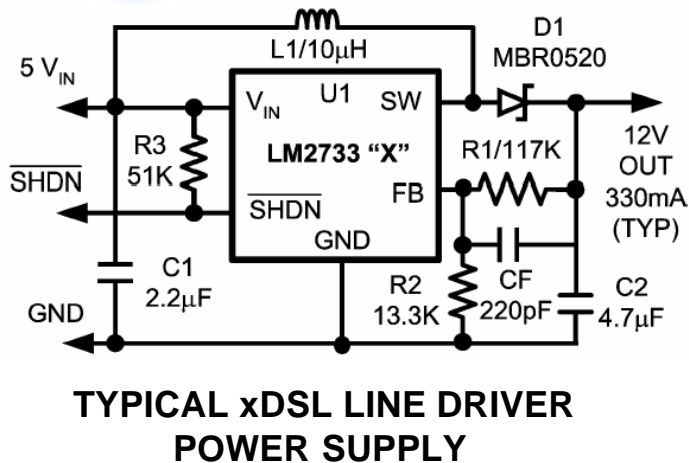 D1
MBR0520
L1/10μH
5 V_IN
V_IN
U1
SW
R3
51K
LM2733 “X”
R1/117K
12V
OUT
330mA
(TYP)
SHDN
SHDN
FB
GND
C1
2.2μF
R2
13.3K
CF
220pF
C2
4.7μF
GND
TYPICAL xDSL LINE DRIVER
POWER SUPPLY